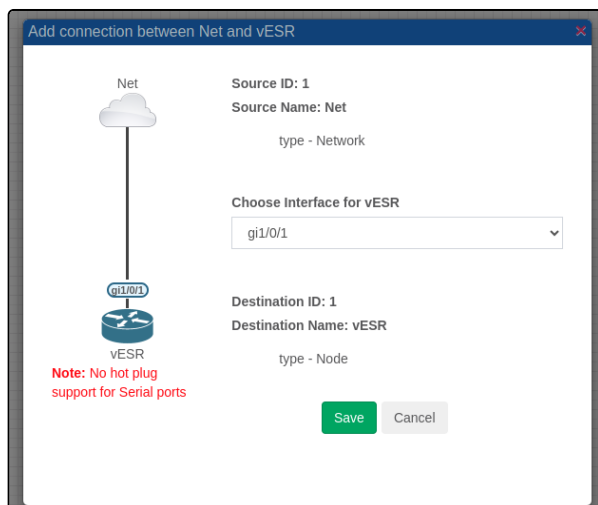 Add connection between Net and vESR
Net
Source ID: 1
Source Name: Net
type - Network
Choose Interface for vESR
gi1/0/1
gi1/0/1
Destination ID: 1
Destination Name: vESR
type - Node
vESR
Note: No hot plug
support for Serial ports
Save
Cancel